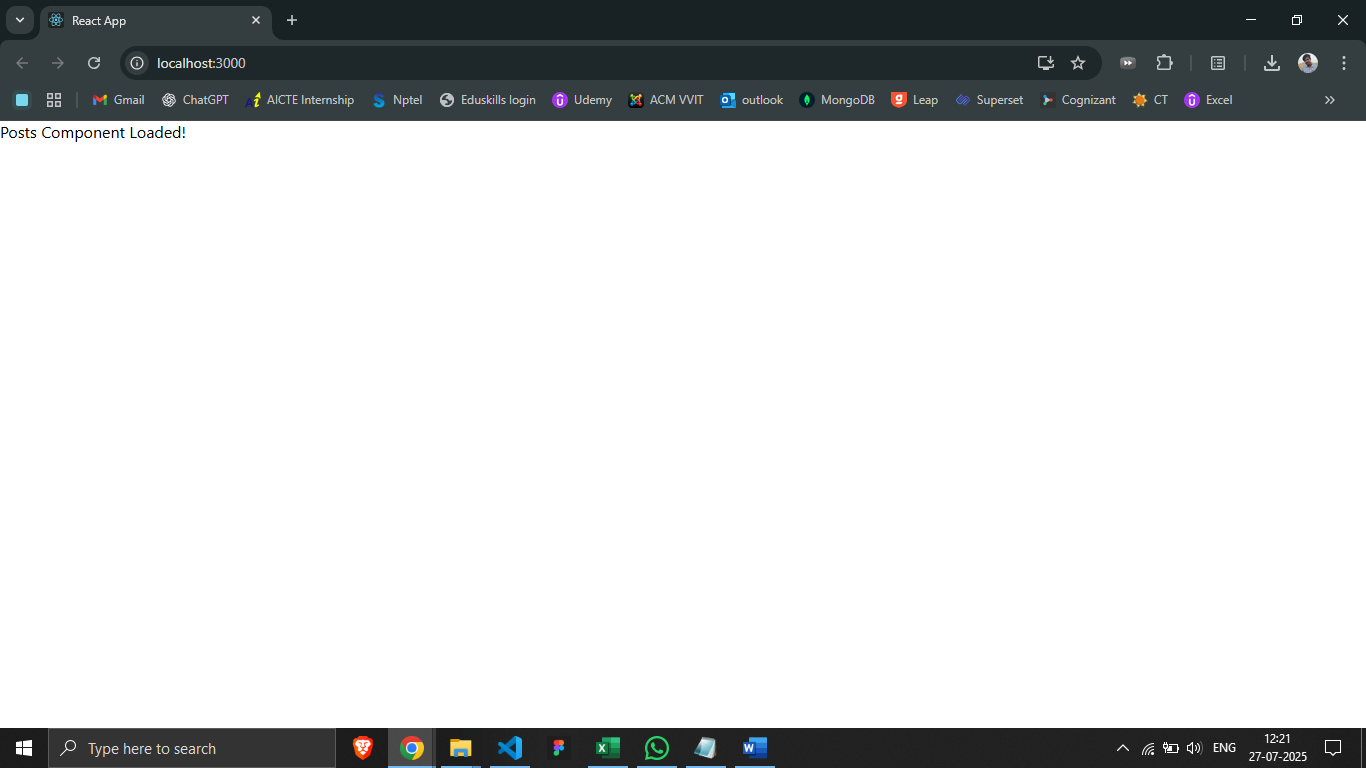 React App
localhost:3000
Gmail ChatGPT AICTE Internship Nptel Eduskills login Udemy ACM VVIT outlook MongoDB Leap Superset Cognizant CT Excel
Posts Component Loaded!
Type here to search
ENG
12:21
27-07-2025